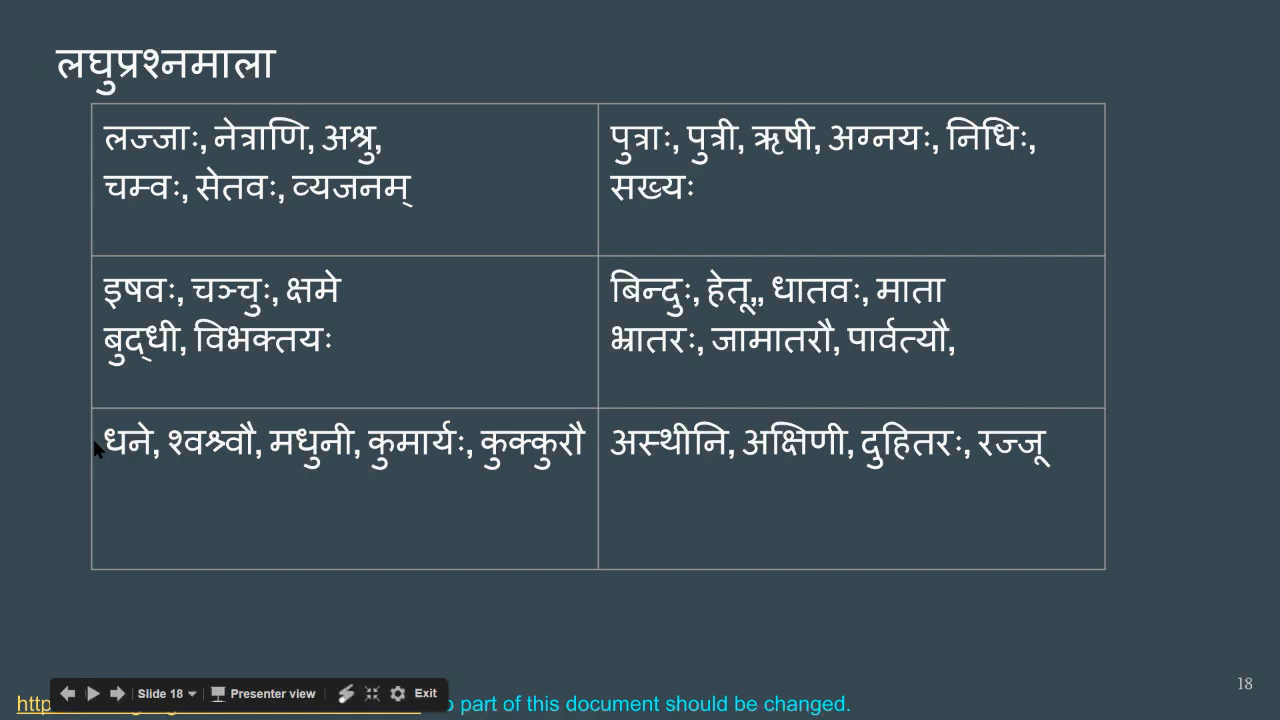 लघुप्रश्नमाला
लज्जाः, नेत्राणि, अश्रु,
चम्वः, सेतवः, व्यजनम्
पुत्राः, पुत्री, ऋषी, अग्नयः, निधिः,
सख्यः
इषवः, चञ्चुः, क्षमे
बुद्धी, विभक्तयः
बिन्दुः, हेतू,, धातवः, माता
भ्रातरः, जामातरौ, पार्वत्यौ,
धने, श्वश्र्वौ, मधुनी, कुमार्यः, कुक्कुरौ
अस्थीनि, अक्षिणी, दुहितरः, रज्जू
18
Slide 18 Presenter view Exit
part of this document should be changed.